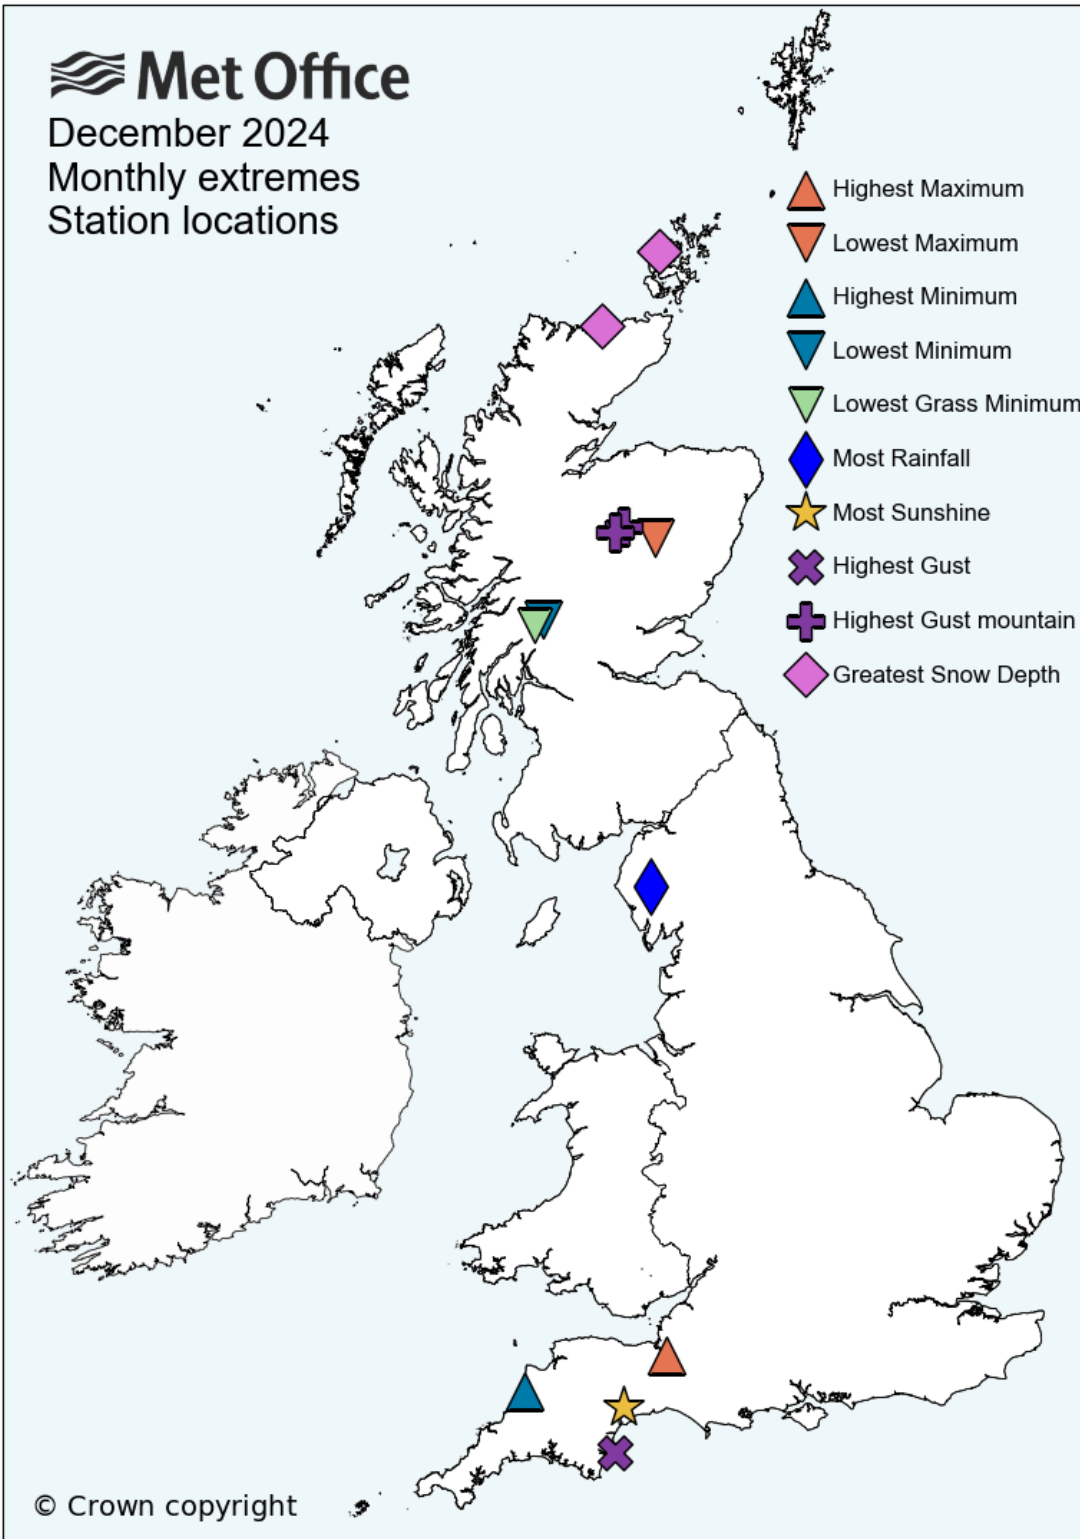 Met Office
December 2024
Monthly extremes
Station locations
Highest Maximum
Lowest Maximum
Highest Minimum
Lowest Minimum
Lowest Grass Minimum
Most Rainfall
Most Sunshine
Highest Gust
Highest Gust mountain
Greatest Snow Depth
© Crown copyright